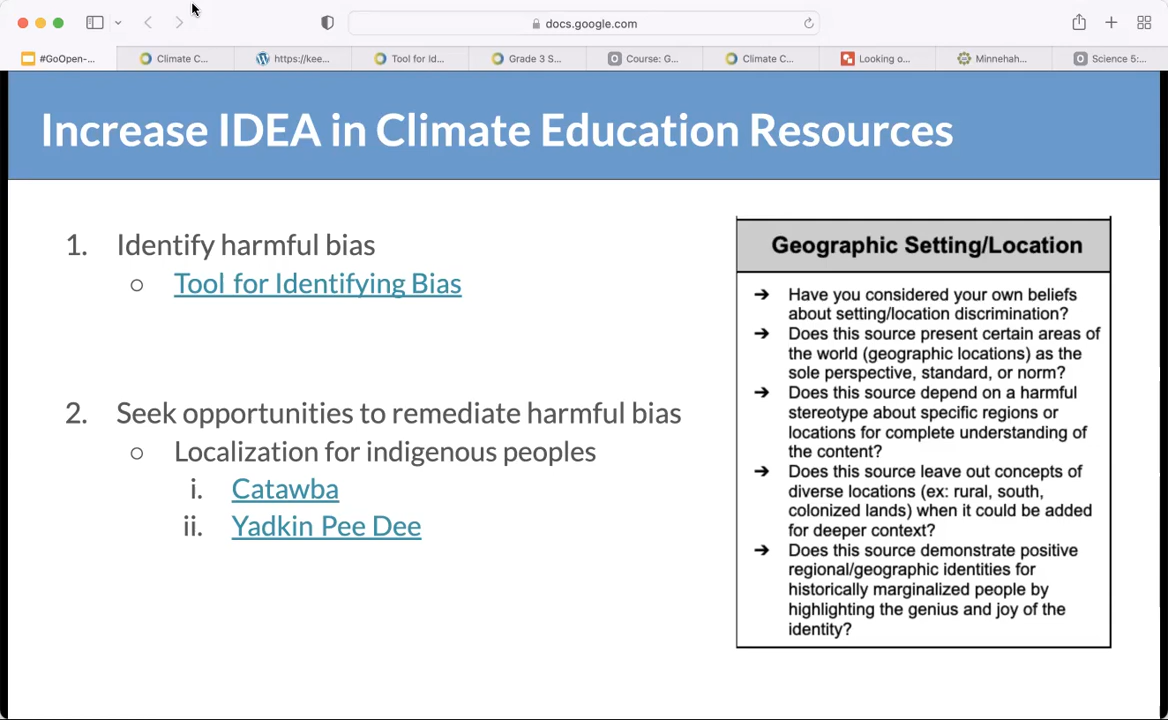 docs.google.com
#GoOpen-...
Climate C...
https://kee...
Tool for Id...
Grade 3 S...
Course: G...
Climate C...
Looking o...
Minnehah...
Science 5:...
Increase IDEA in Climate Education Resources
1. Identify harmful bias
○ Tool for Identifying Bias
2. Seek opportunities to remediate harmful bias
○ Localization for indigenous peoples
i. Catawba
ii. Yadkin Pee Dee
Geographic Setting/Location
➔ Have you considered your own beliefs
about setting/location discrimination?
➔ Does this source present certain areas of
the world (geographic locations) as the
sole perspective, standard, or norm?
➔ Does this source depend on a harmful
stereotype about specific regions or
locations for complete understanding of
the content?
➔ Does this source leave out concepts of
diverse locations (ex: rural, south,
colonized lands) when it could be added
for deeper context?
➔ Does this source demonstrate positive
regional/geographic identities for
historically marginalized people by
highlighting the genius and joy of the
identity?